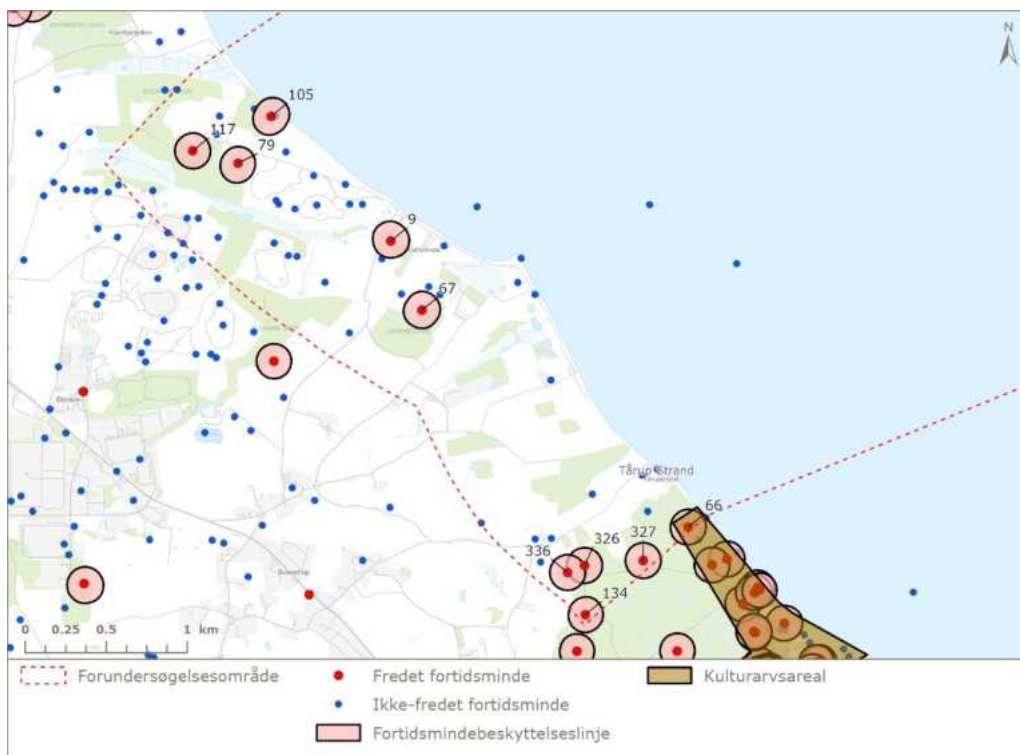 N
105
117
79
9
67
Tårup Strand
66
327
326
336
134
0 0.25 0.5 1 km
Forundersøgelsesområde Fredet fortidsminde Kulturarvsareal
Ikke-fredet fortidsminde
Fortidsmindebeskyttelseslinje